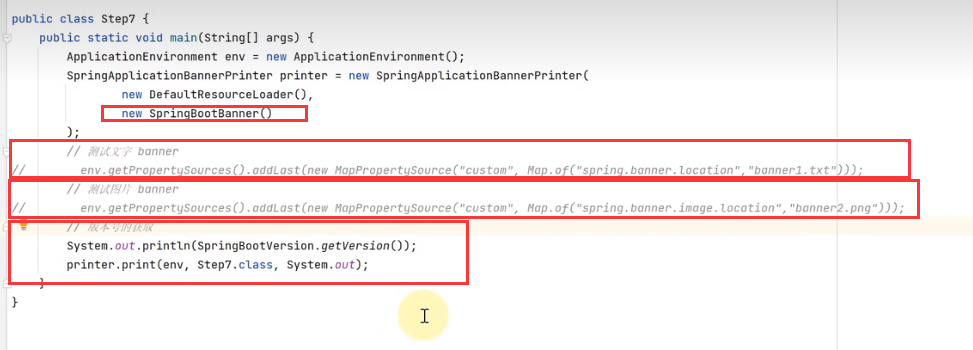 public class Step7 {
public static void main(String[] args) {
ApplicationEnvironment env = new ApplicationEnvironment();
SpringApplicationBannerPrinter printer = new SpringApplicationBannerPrinter(
new DefaultResourceLoader(),
new SpringBootBanner()
);
// 测试文字 banner
// env.getPropertySources().addLast(new MapPropertySource("custom", Map.of("spring.banner.location","banner1.txt")));
// 测试图片 banner
// env.getPropertySources().addLast(new MapPropertySource("custom", Map.of("spring.banner.image.location","banner2.png")));
// 版本号的获取
System.out.println(SpringBootVersion.getVersion());
printer.print(env, Step7.class, System.out);
}
}